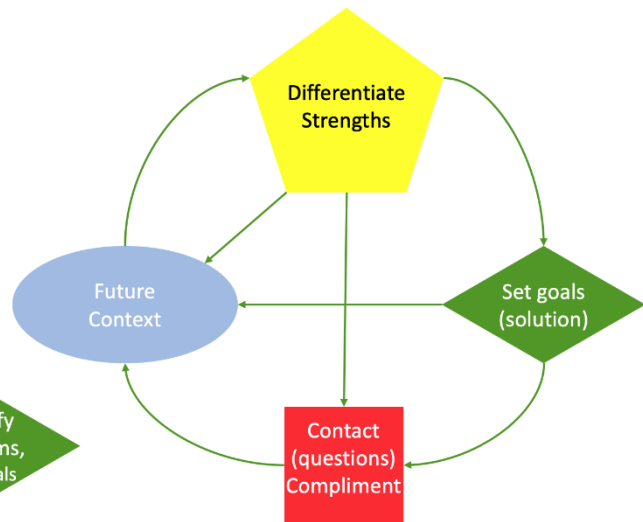 Differentiate
Strengths
Future
Context
Set goals
(solution)
Contact
(questions)
Compliment